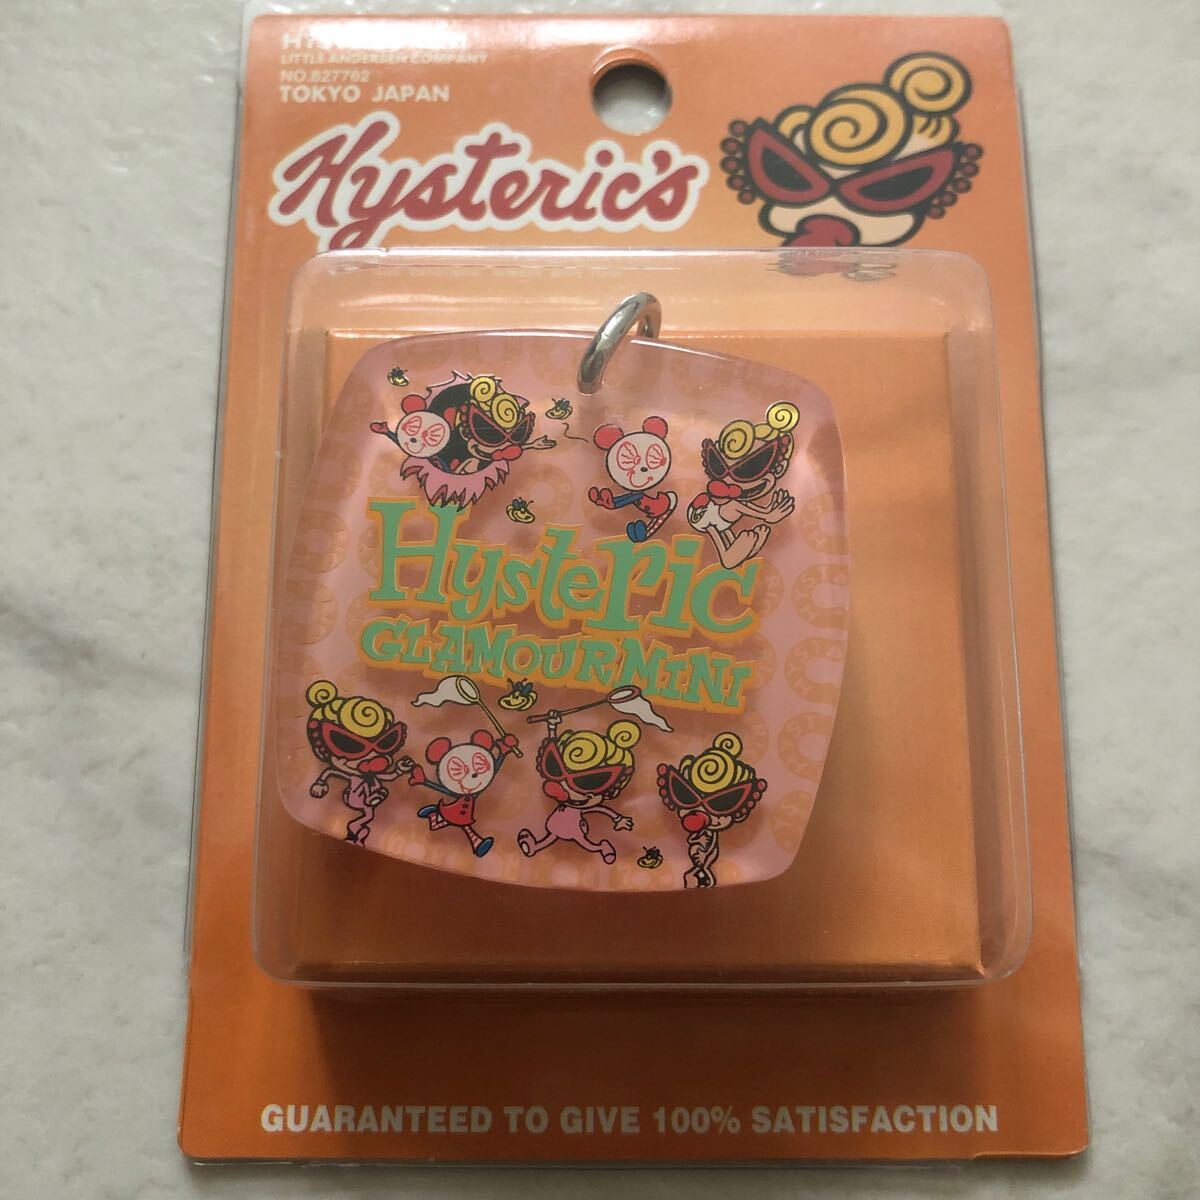 LITTLE ANDERSEN COMPANY
NO.827762
TOKYO JAPAN
Hysteric's
Hysteric
GLAMOUR MINI
GUARANTEED TO GIVE 100% SATISFACTION